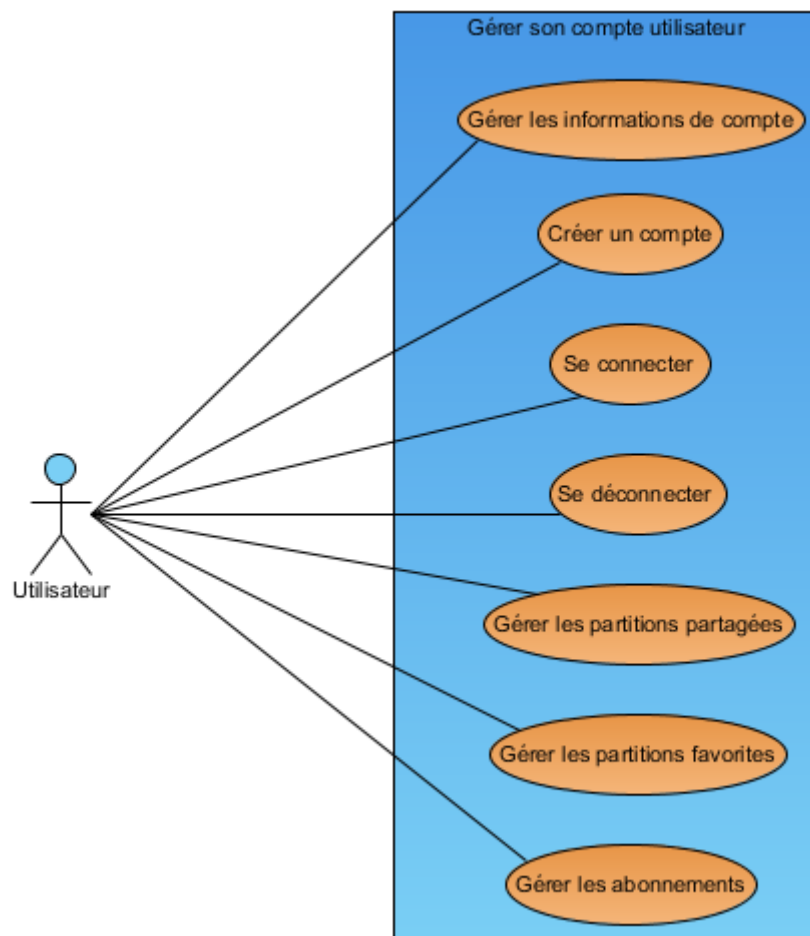 Gérer son compte utilisateur
Gérer les informations de compte
Créer un compte
Se connecter
Se déconnecter
Utilisateur
Gérer les partitions partagées
Gérer les partitions favorites
Gérer les abonnements